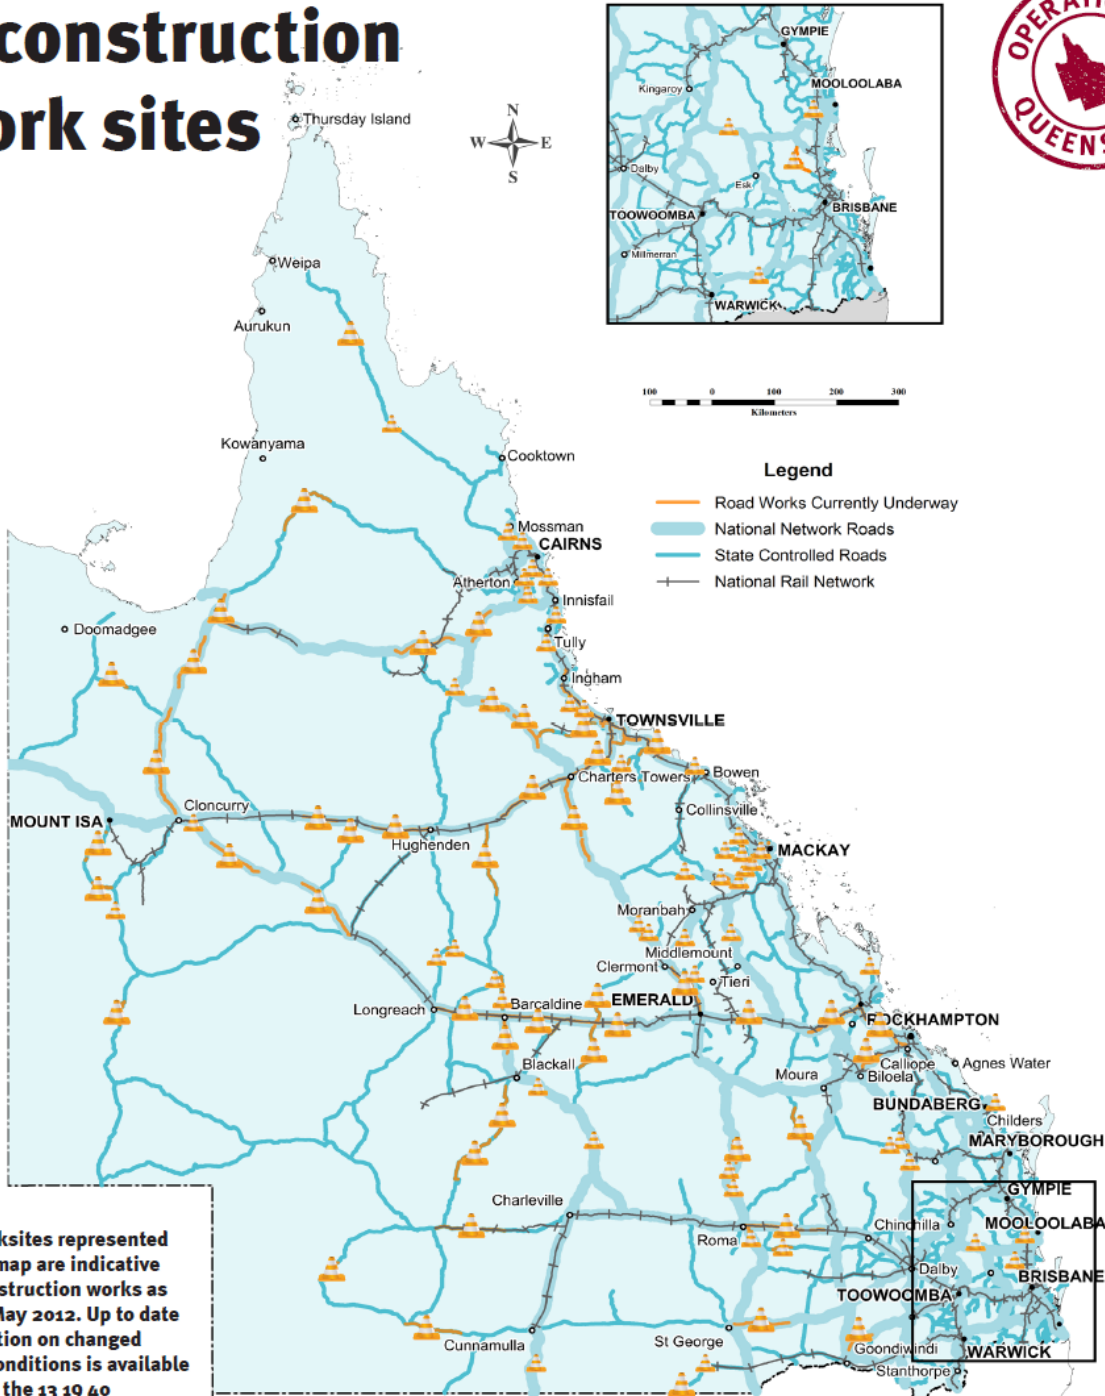 construction
ork sites
OPERATIO
QUEENS
N
W E
S
GYMPIE
MOOLOOLABA
Kingaroy
Dalby
Esk
TOOWOOMBA
BRISBANE
Millmerran
WARWICK
Thursday Island
Weipa
Aurukun
100 0 100 200 300
Kilometers
Kowanyama
Cooktown
Legend
Road Works Currently Underway
National Network Roads
State Controlled Roads
National Rail Network
Mossman
CAIRNS
Atherton
Innisfail
Doomadgee
Tully
Ingham
TOWNSVILLE
Charters Towers
Bowen
Cloncurry
Collinsville
MOUNT ISA
Hughenden
MACKAY
Moranbah
Middlemount
Clermont
Tieri
Longreach
Barcaldine
EMERALD
ROCKHAMPTON
Blackall
Calliope
Agnes Water
Moura
Biloela
BUNDABERG
Childers
MARYBOROUGH
GYMPIE
Charleville
Chinchilla
MOOLOOLABA
Roma
Dalby
BRISBANE
TOOWOOMBA
Cunnamulla
St George
Goondiwindi
WARWICK
Stanthorpe
ksites represented
map are indicative
struction works as
May 2012. Up to date
tion on changed
onditions is available
the 13 19 40